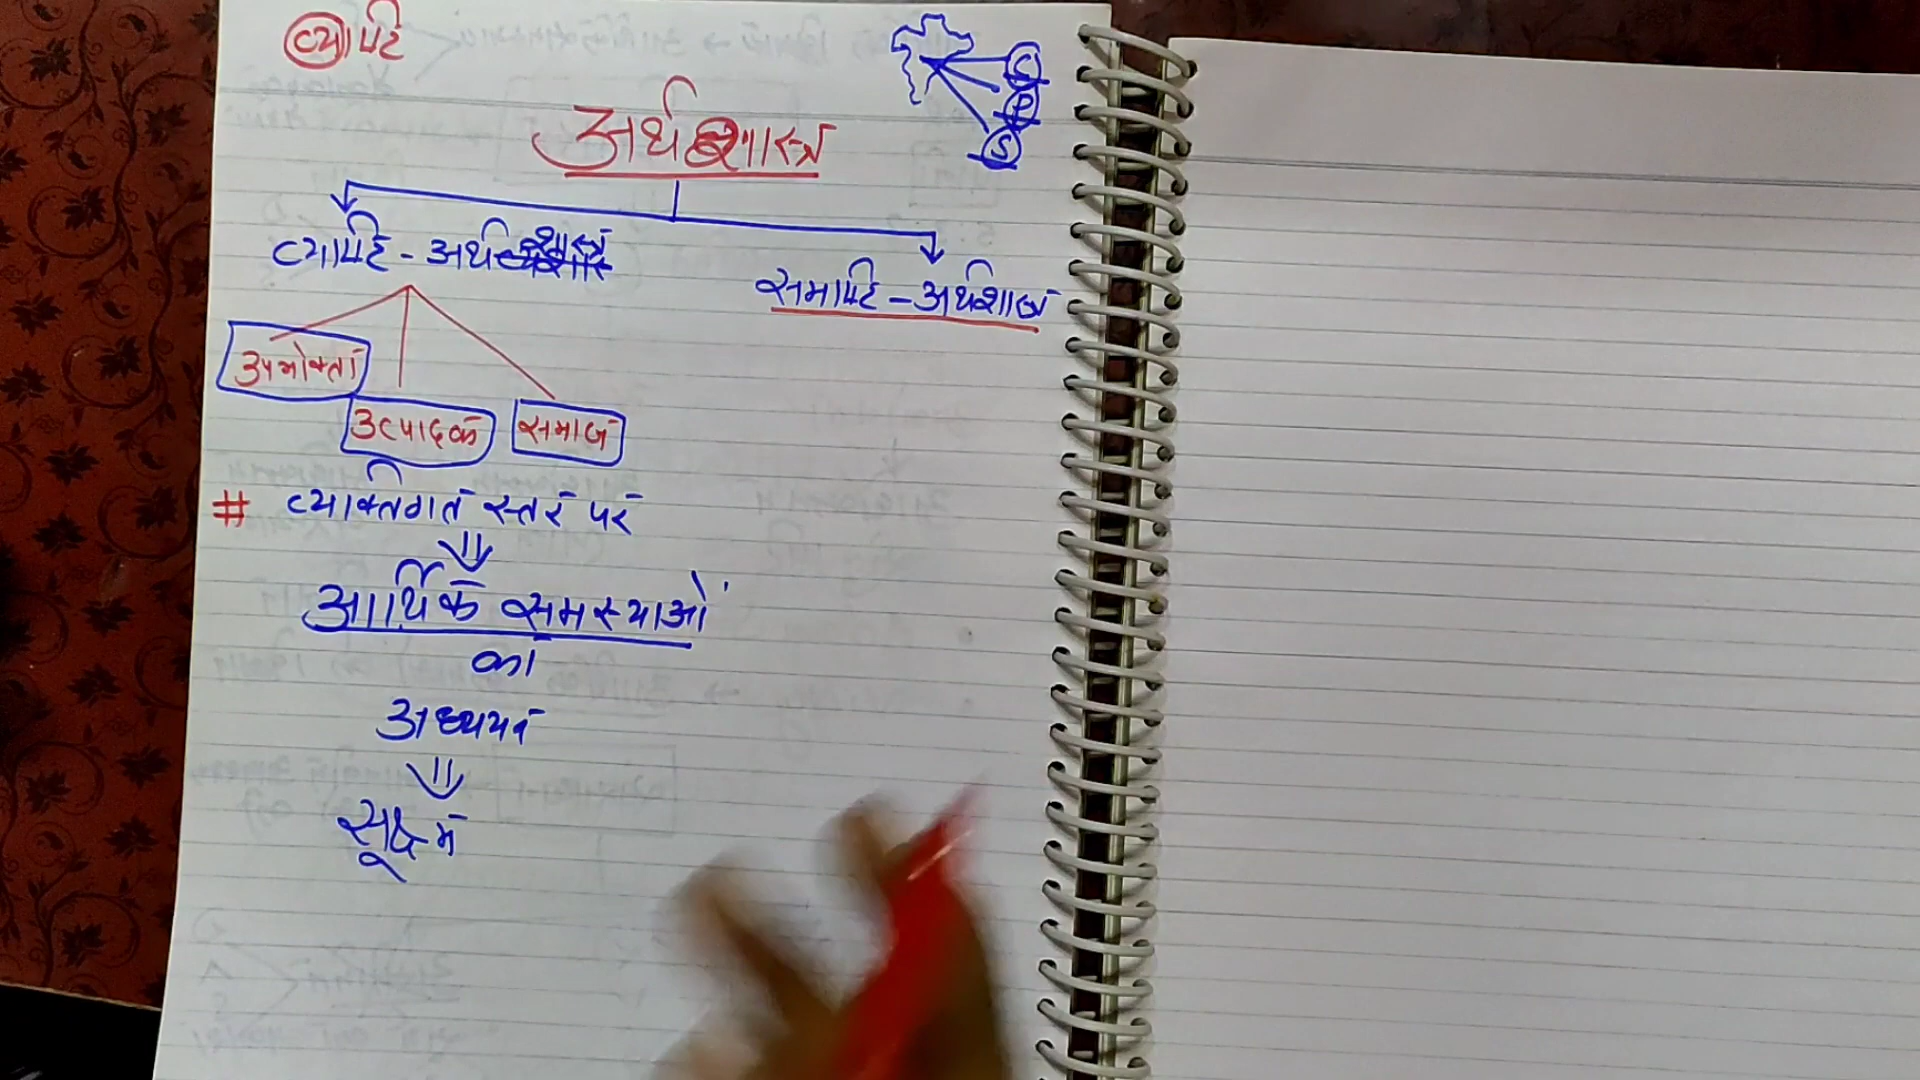 व्यष्टि
C
P
S
अर्थशास्त्र
व्यष्टि - अर्थशास्त्र
समष्टि - अर्थशास्त्र
उपभोक्ता
उत्पादक
समाज
# व्यक्तिगत स्तर पर
आर्थिक समस्याओं
का
अध्ययन
सूक्ष्म